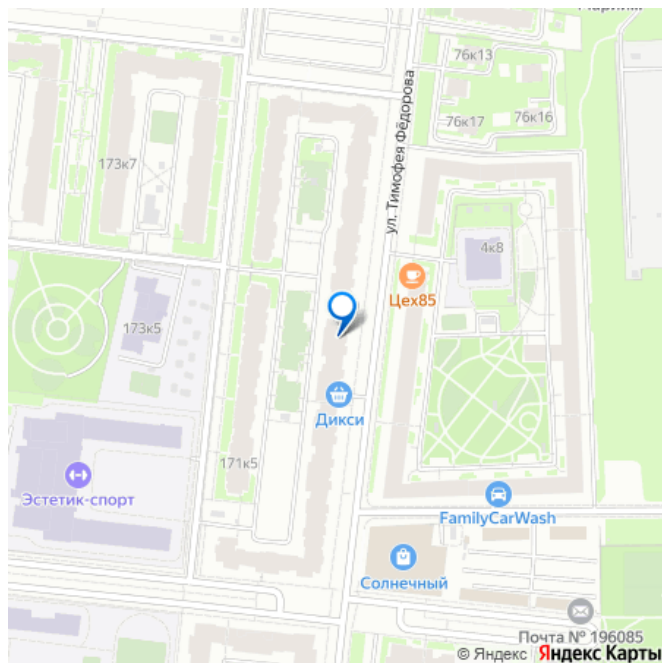 76к13
76к17
76к16
173к7
ул. Тимофея Фёдорова
4к8
Цех85
173к5
Дикси
171к5
Эстетик-спорт
FamilyCarWash
Солнечный
Почта № 196085
© Яндекс Яндекс Карты